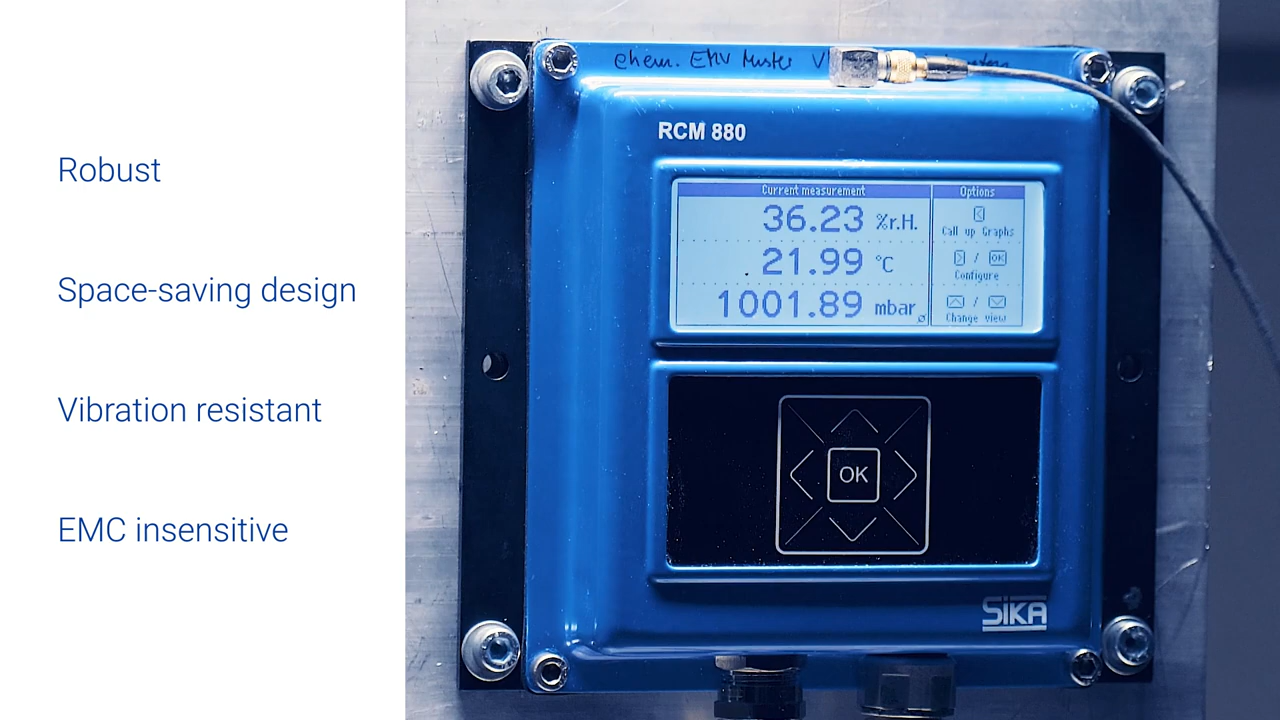 Robust
Space-saving design
Vibration resistant
EMC insensitive
chem. EMV Muster
RCM 880
Current measurement
Options
36.23 %r.H.
21.99 °C
1001.89 mbar
Call up Graphs
/ OK
Configure
/
Change view
OK
SiKA